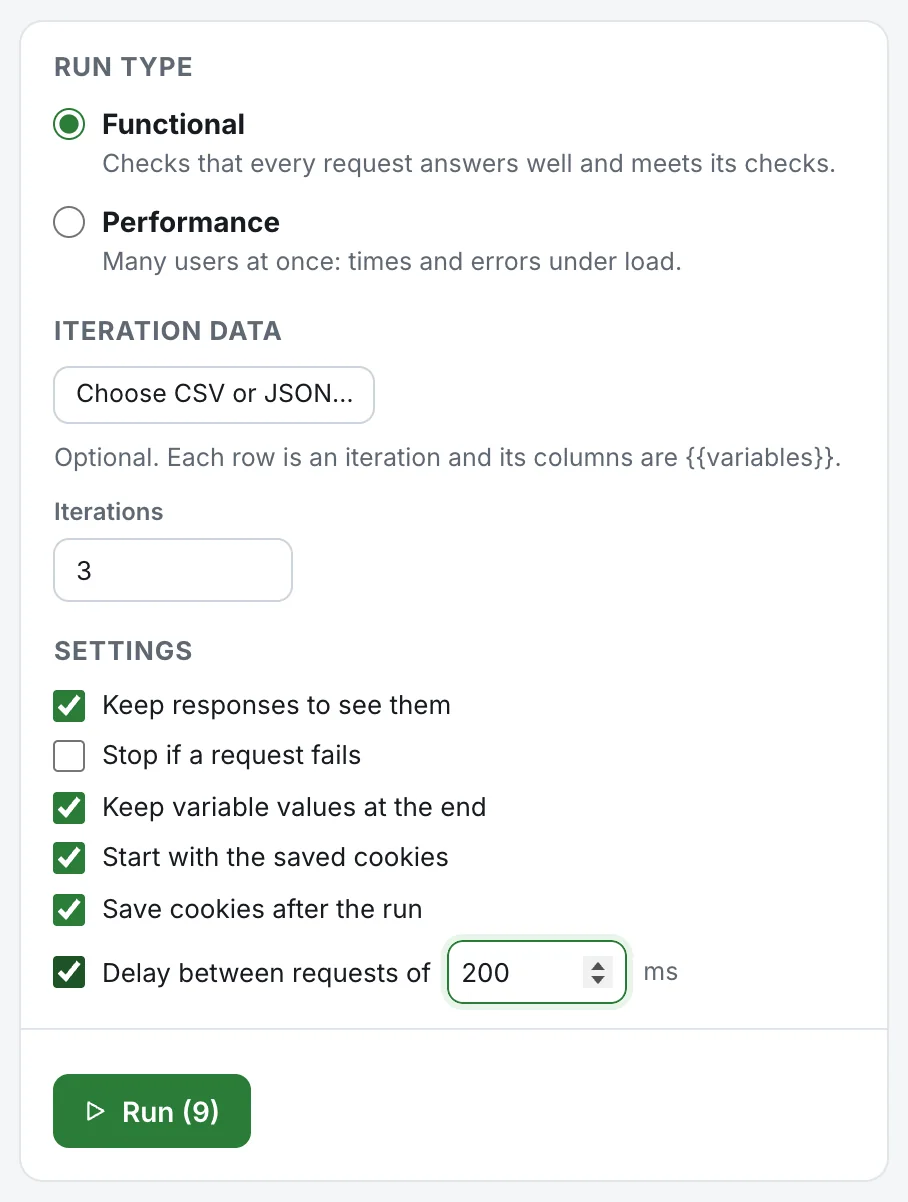 RUN TYPE
Functional
Checks that every request answers well and meets its checks.
Performance
Many users at once: times and errors under load.
ITERATION DATA
Choose CSV or JSON...
Optional. Each row is an iteration and its columns are {{variables}}.
Iterations
3
SETTINGS
Keep responses to see them
Stop if a request fails
Keep variable values at the end
Start with the saved cookies
Save cookies after the run
Delay between requests of 200 ms
Run (9)